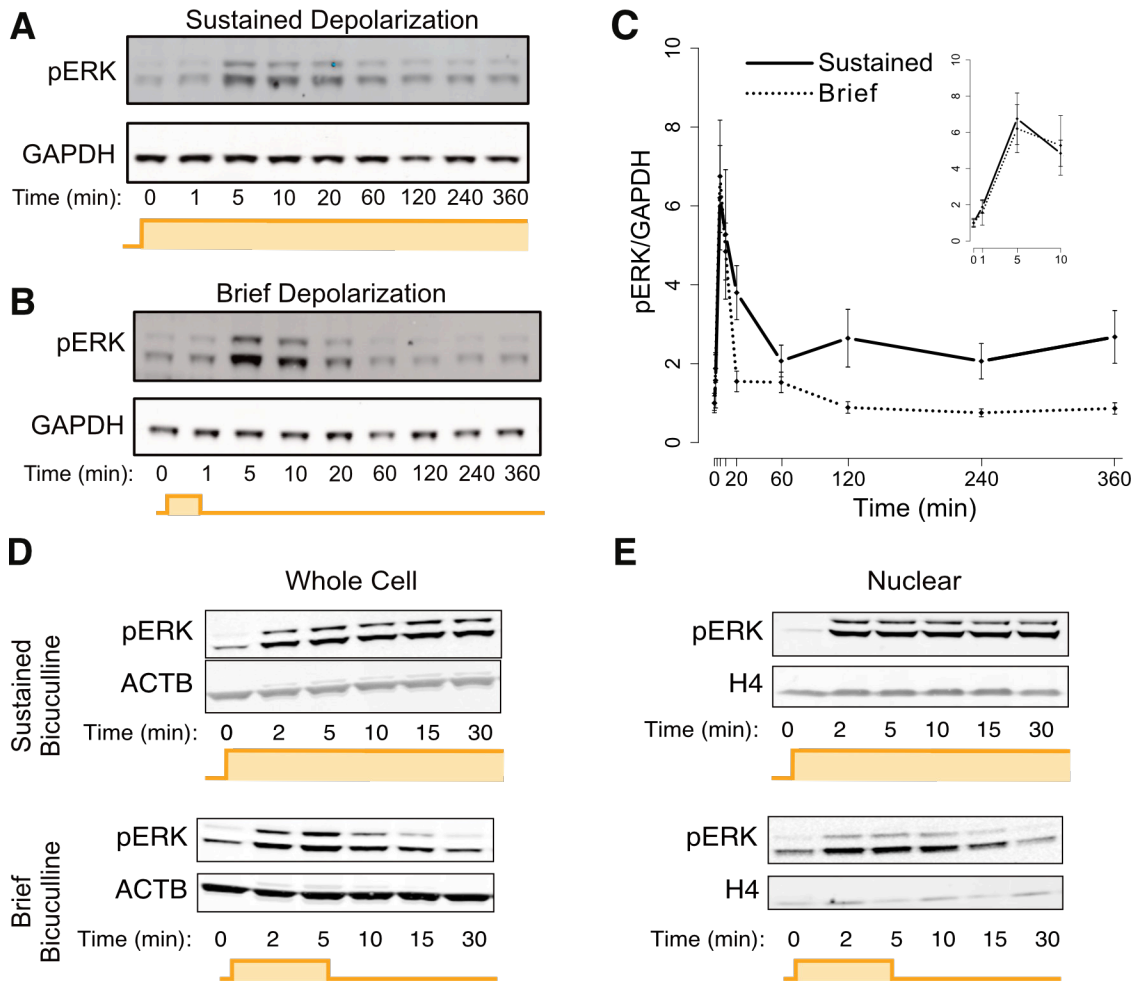 A
Sustained Depolarization
pERK
GAPDH
Time (min): 0 1 5 10 20 60 120 240 360
B
Brief Depolarization
pERK
GAPDH
Time (min): 0 1 5 10 20 60 120 240 360
C
Sustained
Brief
pERK/GAPDH
10
8
6
4
2
0
0 20 60 120 240 360
Time (min)
10
8
6
4
2
0
0 1 5 10
D
Whole Cell
Sustained
Bicuculline
pERK
ACTB
Time (min): 0 2 5 10 15 30
Brief
Bicuculline
pERK
ACTB
Time (min): 0 2 5 10 15 30
E
Nuclear
pERK
H4
Time (min): 0 2 5 10 15 30
pERK
H4
Time (min): 0 2 5 10 15 30